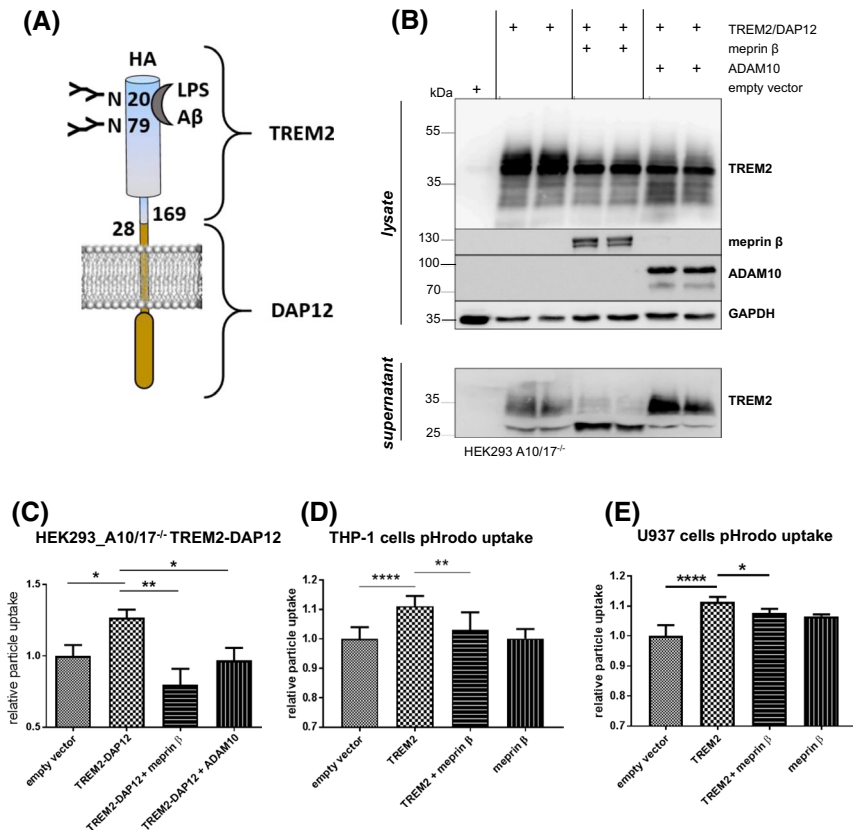 (A)
HA
N 20 LPS
N 79 Aβ
TREM2
28 169
DAP12
(B)
+ + + + + + TREM2/DAP12
+ + meprin β
+ + ADAM10
+ empty vector
kDa
55
35
TREM2
130
meprin β
100
70
ADAM10
35
GAPDH
lysate
35
25
TREM2
supernatant
HEK293 A10/17-/-
(C)
HEK293_A10/17-/- TREM2-DAP12
relative particle uptake
1.5
1.0
0.5
* ** *
empty vector
TREM2-DAP12
TREM2-DAP12 + meprin β
TREM2-DAP12 + ADAM10
(D)
THP-1 cells pHrodo uptake
relative particle uptake
1.2
1.1
1.0
0.9
0.8
0.7
**** **
empty vector
TREM2
TREM2 + meprin β
meprin β
(E)
U937 cells pHrodo uptake
relative particle uptake
1.2
1.1
1.0
0.9
0.8
0.7
**** *
empty vector
TREM2
TREM2 + meprin β
meprin β